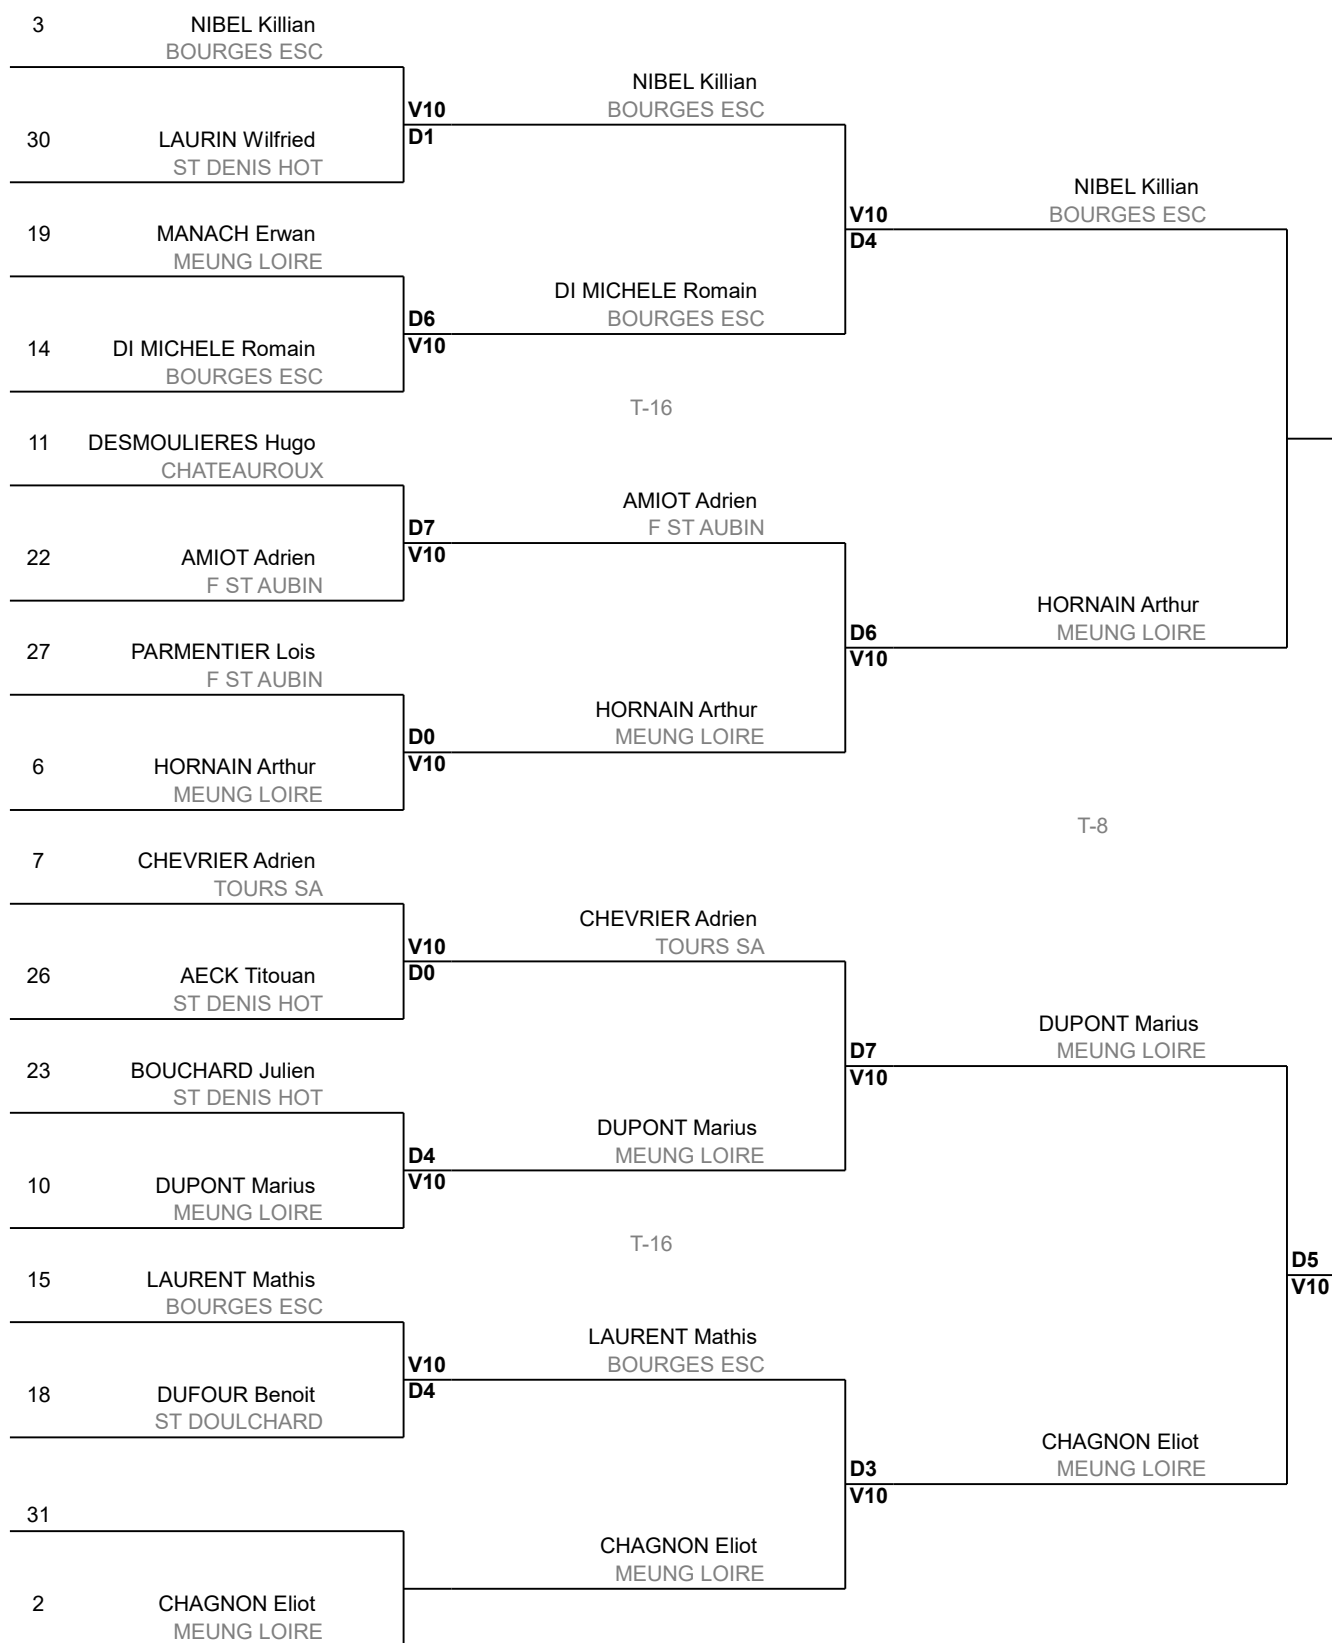 3 NIBEL Killian
BOURGES ESC
NIBEL Killian
V10 BOURGES ESC
30 LAURIN Wilfried D1
ST DENIS HOT
NIBEL Killian
V10 BOURGES ESC
19 MANACH Erwan D4
MEUNG LOIRE
DI MICHELE Romain
D6 BOURGES ESC
14 DI MICHELE Romain V10
BOURGES ESC
T-16
11 DESMOULIERES Hugo
CHATEAUROUX
AMIOT Adrien
D7 F ST AUBIN
22 AMIOT Adrien V10
F ST AUBIN
HORNAIN Arthur
D6 MEUNG LOIRE
27 PARMENTIER Lois V10
F ST AUBIN
HORNAIN Arthur
D0 MEUNG LOIRE
6 HORNAIN Arthur V10
MEUNG LOIRE
T-8
7 CHEVRIER Adrien
TOURS SA
CHEVRIER Adrien
V10 TOURS SA
26 AECK Titouan D0
ST DENIS HOT
DUPONT Marius
D7 MEUNG LOIRE
23 BOUCHARD Julien V10
ST DENIS HOT
DUPONT Marius
D4 MEUNG LOIRE
10 DUPONT Marius V10
MEUNG LOIRE
T-16
D5
15 LAURENT Mathis V10
BOURGES ESC
LAURENT Mathis
V10 BOURGES ESC
18 DUFOUR Benoit D4
ST DOULCHARD
CHAGNON Eliot
D3 MEUNG LOIRE
V10
31
CHAGNON Eliot
MEUNG LOIRE
2 CHAGNON Eliot
MEUNG LOIRE